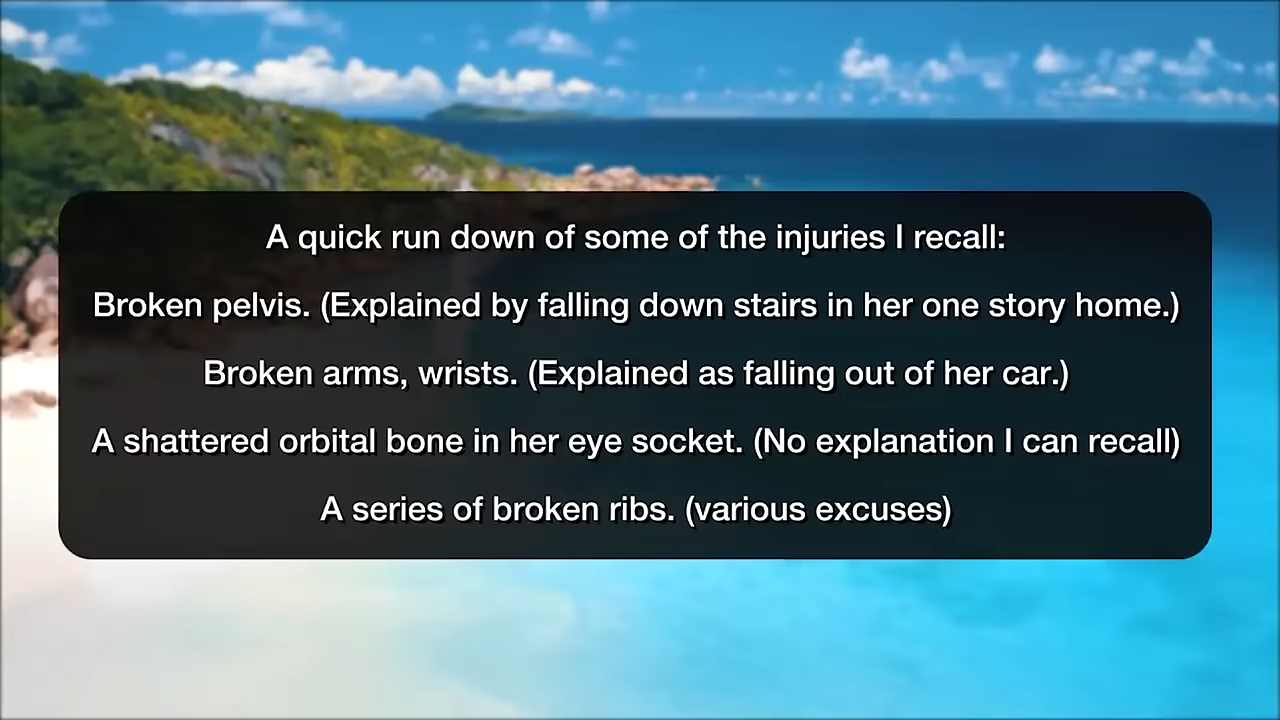 A quick run down of some of the injuries I recall:
Broken pelvis. (Explained by falling down stairs in her one story home.)
Broken arms, wrists. (Explained as falling out of her car.)
A shattered orbital bone in her eye socket. (No explanation I can recall)
A series of broken ribs. (various excuses)